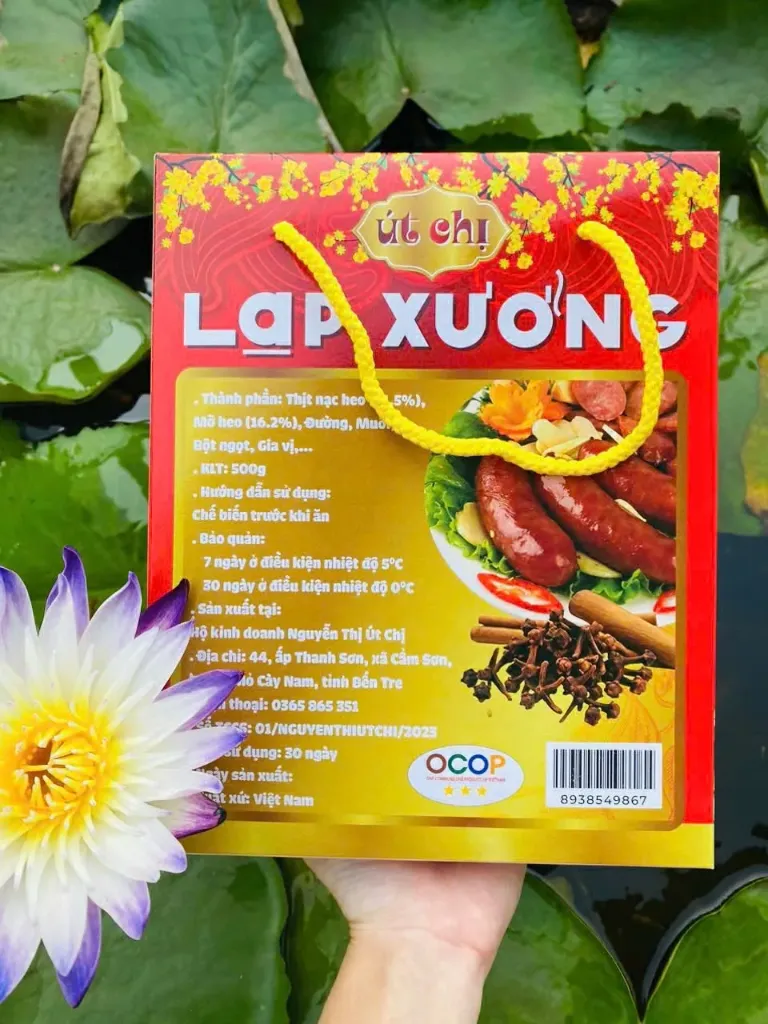 út chị
LẠP XƯỞNG
. Thành phần: Thịt nạc heo 5%),
Mỡ heo (16.2%), Đường,
Bột ngọt, Gia vị,...
. KLT: 500g
. Hướng dẫn sử dụng:
Chế biến trước khi ăn
. Bảo quản:
7 ngày ở điều kiện nhiệt độ 5°C
30 ngày ở điều kiện nhiệt độ 0°C
. Sản xuất tại:
kinh doanh Nguyễn Thị Út Chị
. Địa chỉ: 44, ấp Thanh Sơn, xã Cẩm Sơn,
Cày Nam, tỉnh Bến Tre
thoại: 0365 865 351
01/NGUYENTHIUTCHI/2023
dụng: 30 ngày
sản xuất:
xứ: Việt Nam
OCOP
8938549867